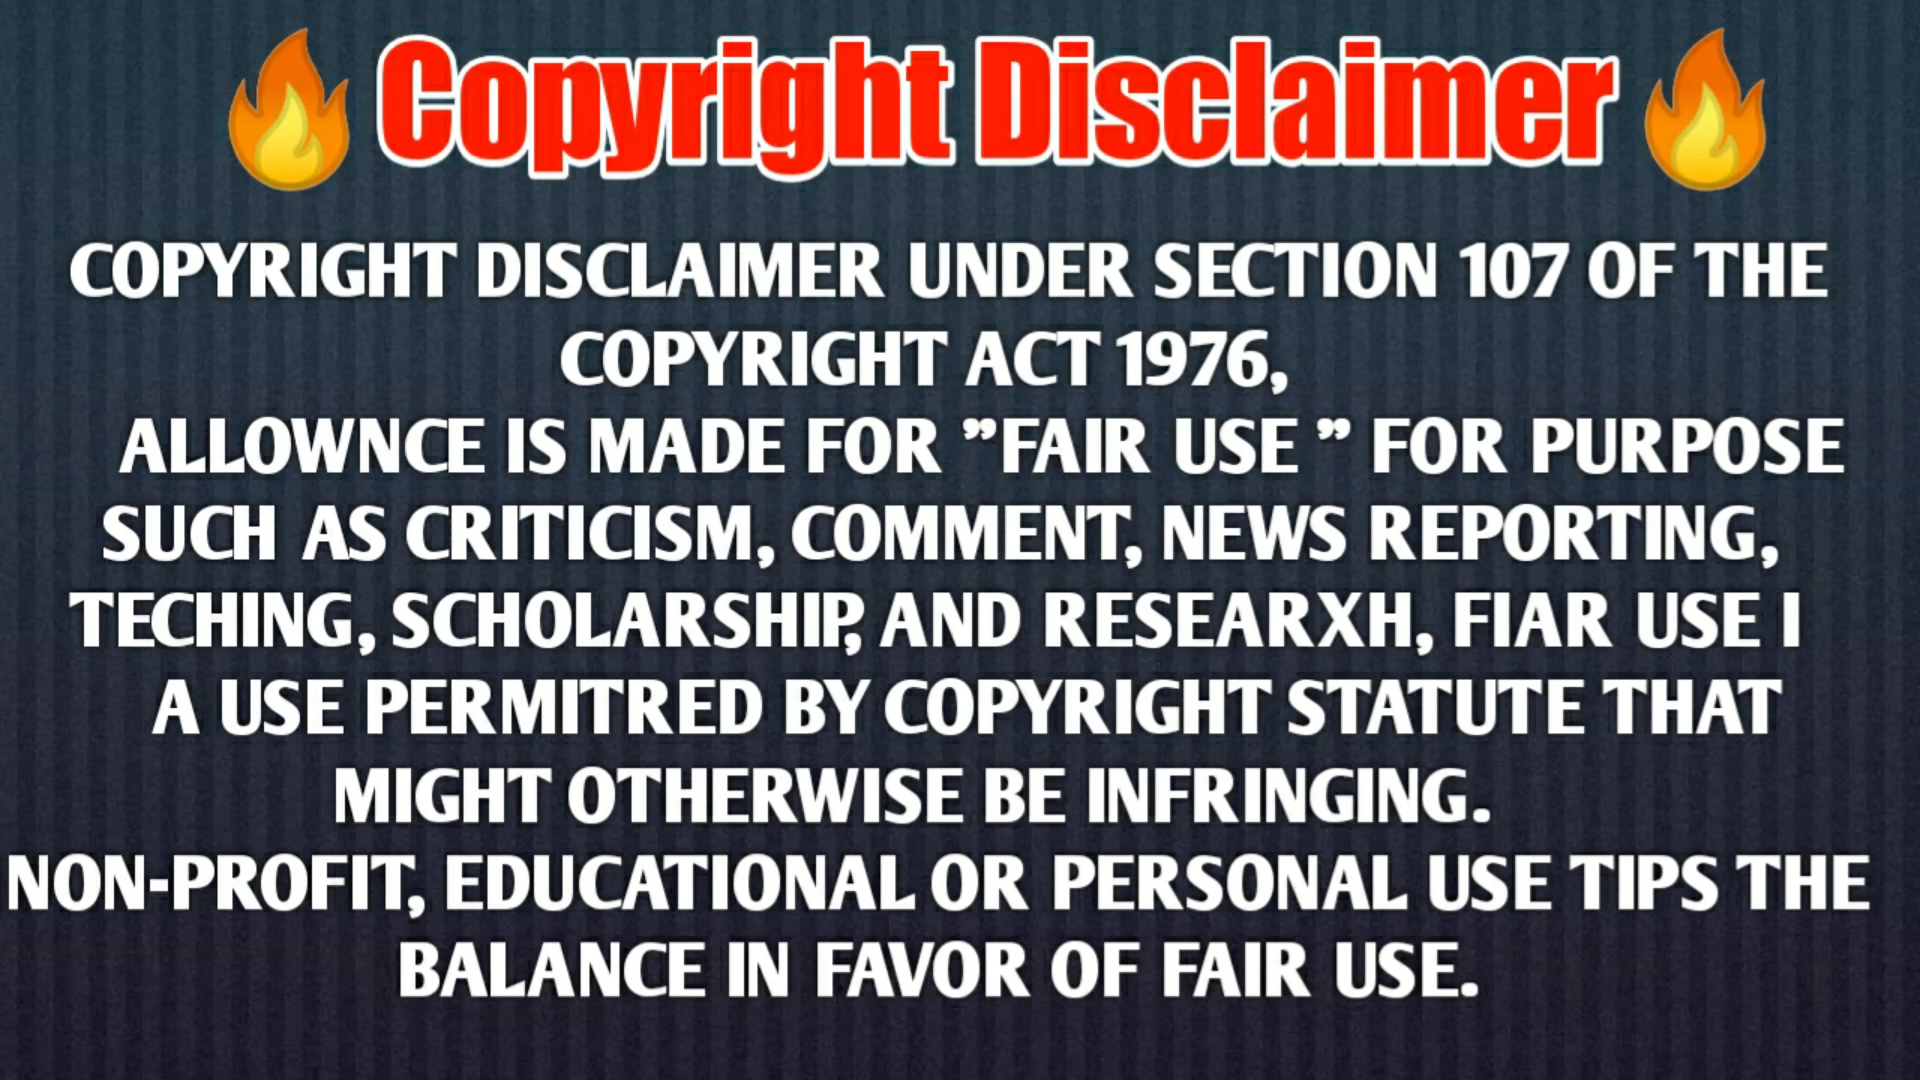 Copyright Disclaimer
COPYRIGHT DISCLAIMER UNDER SECTION 107 OF THE
COPYRIGHT ACT 1976,
ALLOWNCE IS MADE FOR ”FAIR USE ” FOR PURPOSE
SUCH AS CRITICISM, COMMENT, NEWS REPORTING,
TECHING, SCHOLARSHIP, AND RESEARXH, FIAR USE I
A USE PERMITRED BY COPYRIGHT STATUTE THAT
MIGHT OTHERWISE BE INFRINGING.
NON-PROFIT, EDUCATIONAL OR PERSONAL USE TIPS THE
BALANCE IN FAVOR OF FAIR USE.